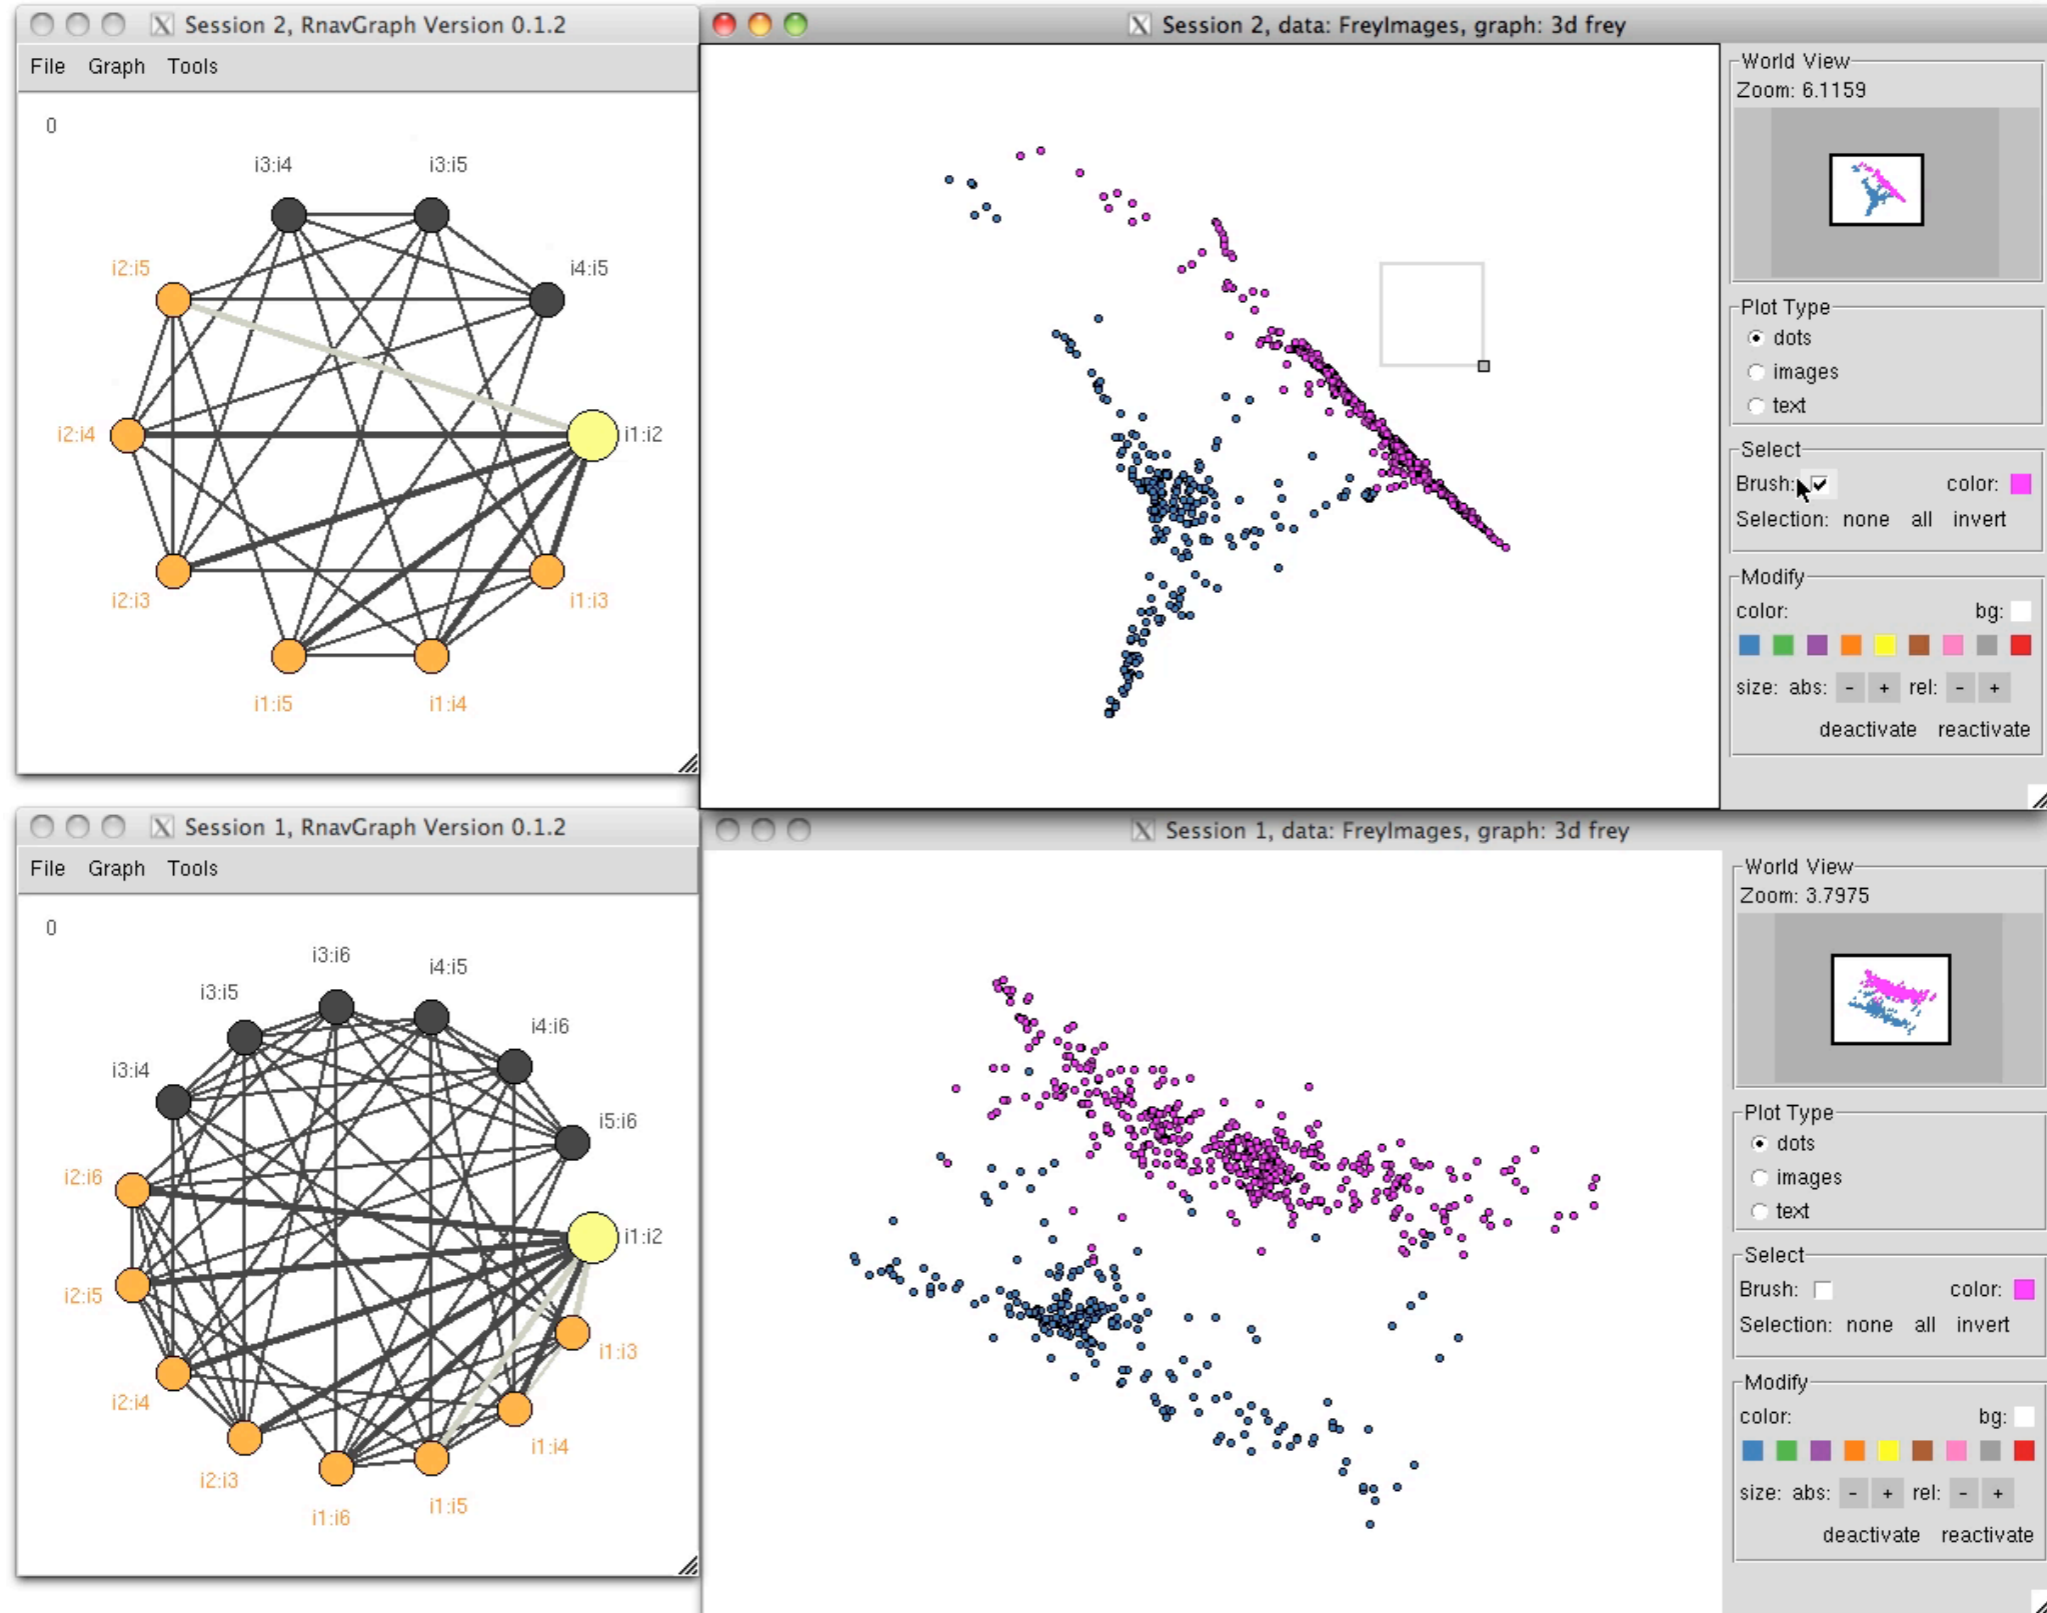 Session 2, RnavGraph Version 0.1.2
File Graph Tools
0
i3:i4 i3:i5
i2:i5 i4:i5
i2:i4 i1:i2
i2:i3 i1:i3
i1:i5 i1:i4
Session 2, data: FreyImages, graph: 3d frey
World View
Zoom: 6.1159
Plot Type
dots
images
text
Select
Brush: color:
Selection: none all invert
Modify
color: bg:
size: abs: - + rel: - +
deactivate reactivate
Session 1, RnavGraph Version 0.1.2
File Graph Tools
0
i3:i6
i4:i5
i3:i5
i4:i6
i3:i4
i5:i6
i2:i6
i1:i2
i2:i5
i1:i3
i2:i4
i1:i4
i2:i3
i1:i5
i1:i6
Session 1, data: FreyImages, graph: 3d frey
World View
Zoom: 3.7975
Plot Type
dots
images
text
Select
Brush: color:
Selection: none all invert
Modify
color: bg:
size: abs: - + rel: - +
deactivate reactivate